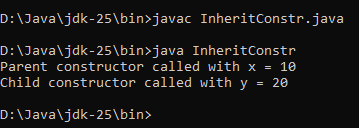 D:\Java\jdk-25\bin>javac InheritConstr.java
D:\Java\jdk-25\bin>java InheritConstr
Parent constructor called with x = 10
Child constructor called with y = 20
D:\Java\jdk-25\bin>